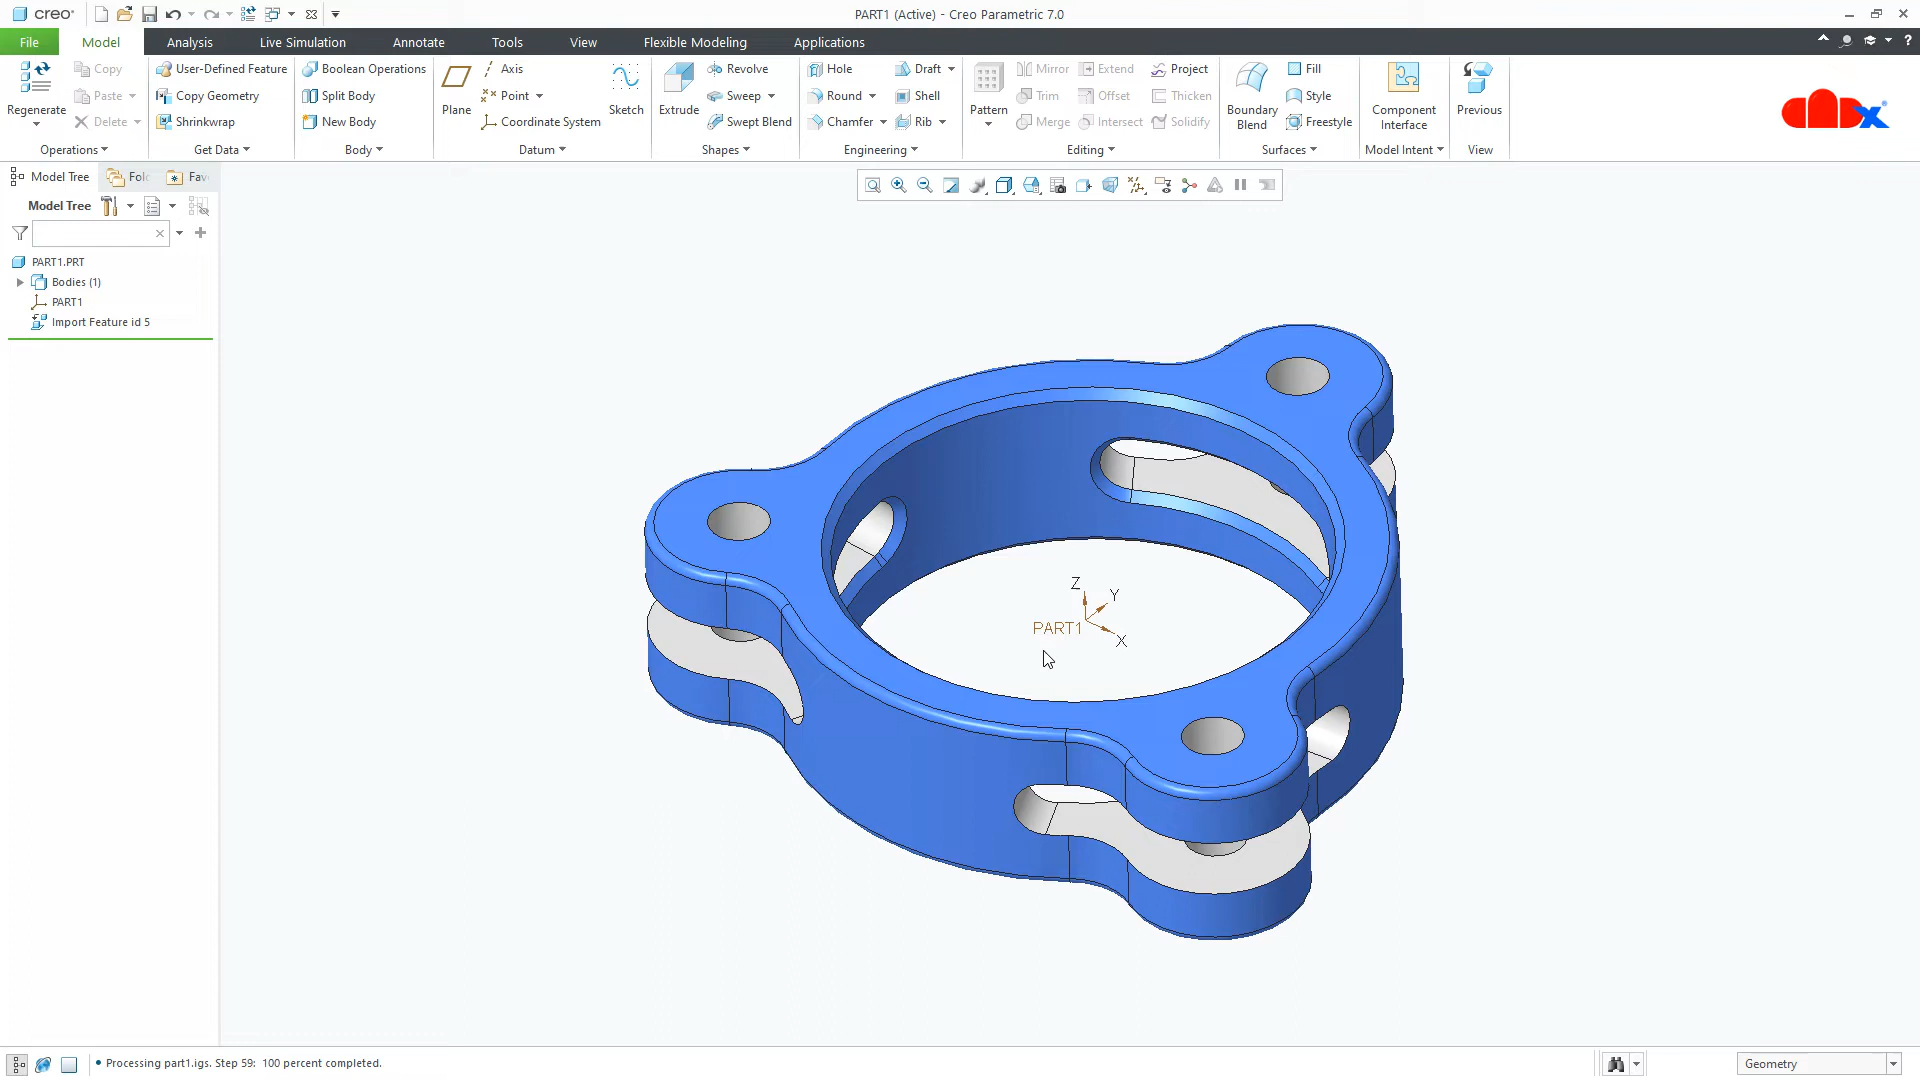 creo PART1 (Active) - Creo Parametric 7.0
File Model Analysis Live Simulation Annotate Tools View Flexible Modeling Applications ?
Copy User-Defined Feature Boolean Operations Axis Revolve Hole Draft Mirror Extend Project Fill
Paste Copy Geometry Split Body Point Sweep Round Shell Trim Offset Thicken Style
Regenerate Plane Sketch Extrude Pattern Boundary Blend Component Interface Previous
Delete Shrinkwrap New Body Coordinate System Swept Blend Chamfer Rib Merge Intersect Solidify Freestyle
Operations Get Data Body Datum Shapes Engineering Editing Surfaces Model Intent View
Model Tree Fol Fav
Model Tree
PART1.PRT
Bodies (1)
PART1
Import Feature id 5
Z
Y
PART1
X
Processing part1.igs. Step 59: 100 percent completed.
Geometry